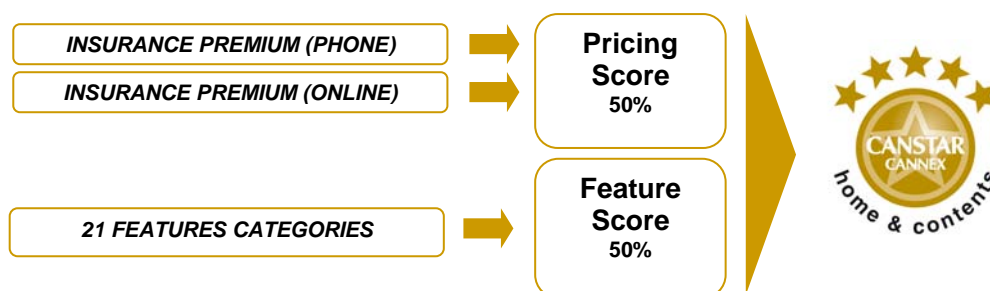 INSURANCE PREMIUM (PHONE)
INSURANCE PREMIUM (ONLINE)
Pricing
Score
50%
21 FEATURES CATEGORIES
Feature
Score
50%
CANSTAR
CANNEX
home & contents